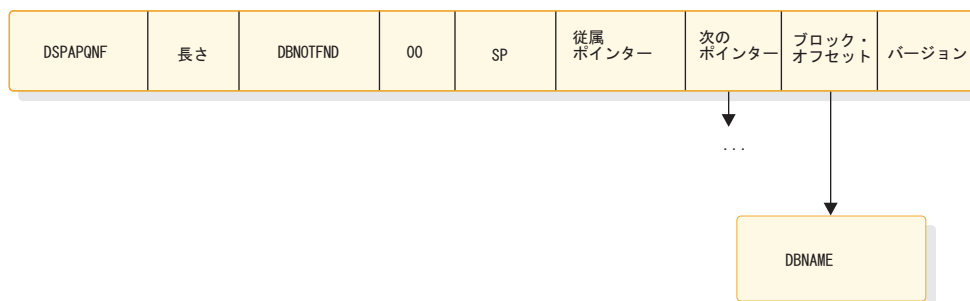 DSPAPQNF
長さ
DBNOTFND
00
SP
従属
ポインター
次の
ポインター
ブロック・
オフセット
バージョン
...
DBNAME